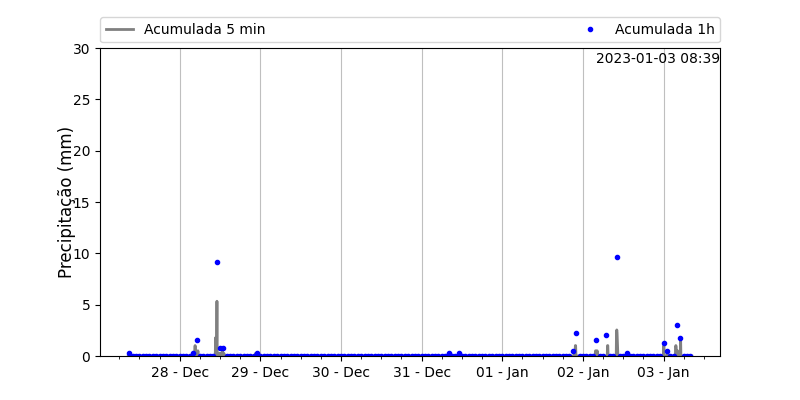 Acumulada 5 min
Acumulada 1h
2023-01-03 08:39
Precipitação (mm)
30
25
20
15
10
5
0
28 - Dec
29 - Dec
30 - Dec
31 - Dec
01 - Jan
02 - Jan
03 - Jan